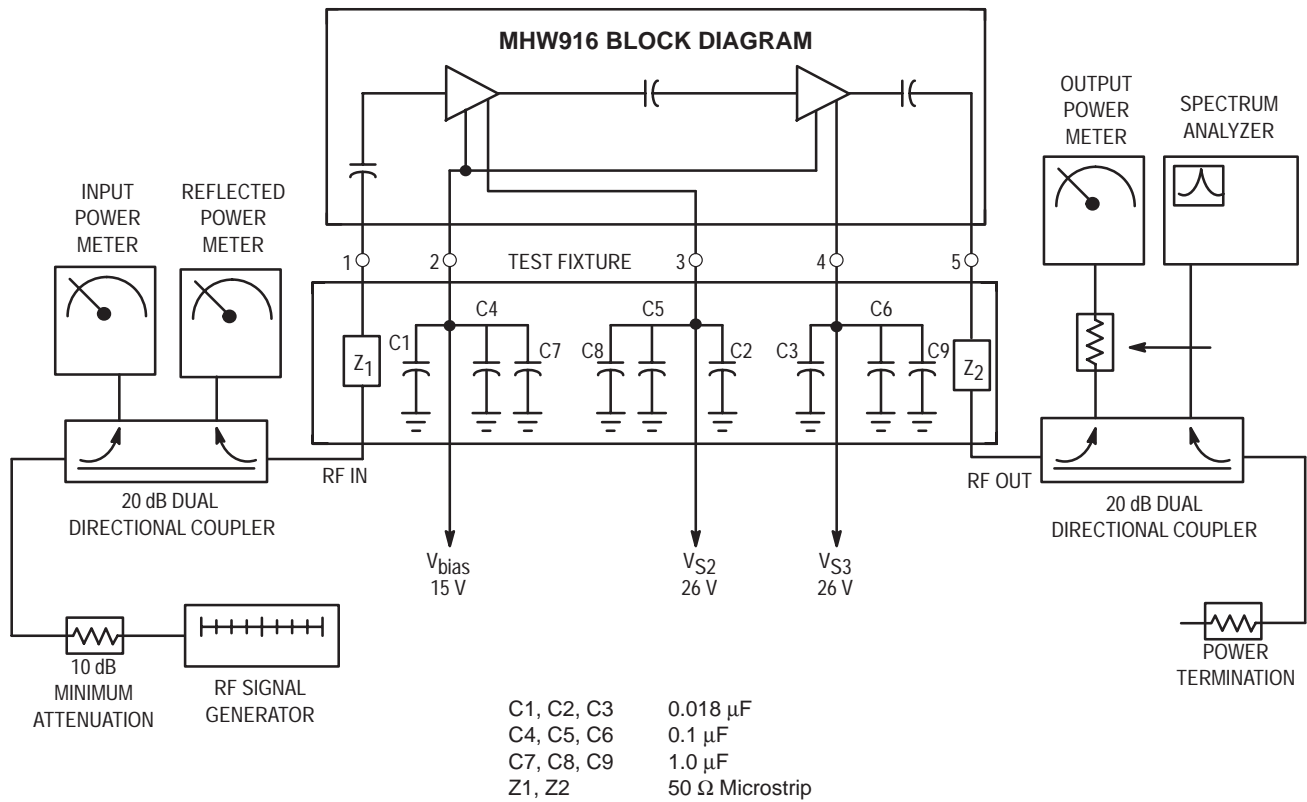 MHW916 BLOCK DIAGRAM
OUTPUT
POWER
METER
SPECTRUM
ANALYZER
INPUT
POWER
METER
REFLECTED
POWER
METER
1
2
TEST FIXTURE
3
4
5
Z1
C1
C4
C7
C8
C5
C2
C3
C6
C9
Z2
RF IN
RF OUT
20 dB DUAL
DIRECTIONAL COUPLER
20 dB DUAL
DIRECTIONAL COUPLER
Vbias
15 V
VS2
26 V
VS3
26 V
10 dB
MINIMUM
ATTENUATION
RF SIGNAL
GENERATOR
POWER
TERMINATION
C1, C2, C3 0.018 μF
C4, C5, C6 0.1 μF
C7, C8, C9 1.0 μF
Z1, Z2 50 Ω Microstrip